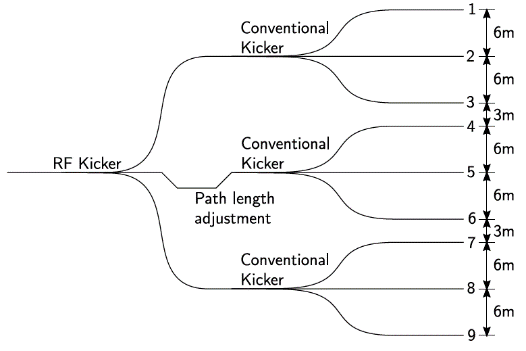 1
Conventional
Kicker
6m
2
6m
3
3m
4
Conventional
Kicker
6m
RF Kicker
5
Path length
adjustment
6m
6
3m
7
Conventional
Kicker
6m
8
6m
9